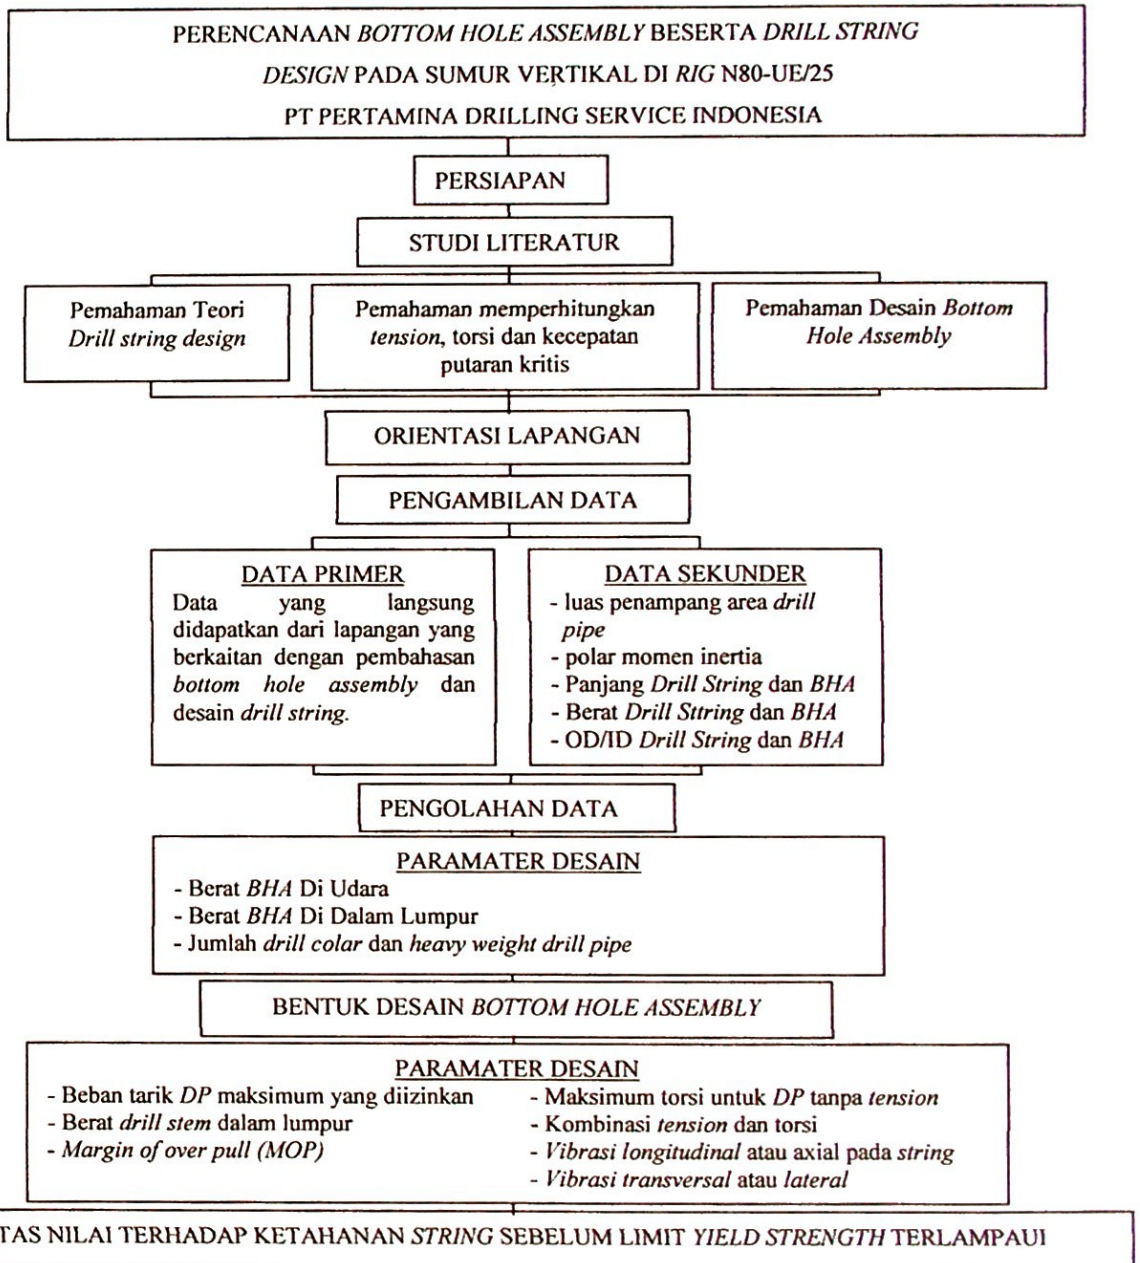 PERENCANAAN BOTTOM HOLE ASSEMBLY BESERTA DRILL STRING
DESIGN PADA SUMUR VERTIKAL DI RIG N80-UE/25
PT PERTAMINA DRILLING SERVICE INDONESIA
PERSIAPAN
STUDI LITERATUR
Pemahaman Teori
Drill string design
Pemahaman memperhitungkan
tension, torsi dan kecepatan
putaran kritis
Pemahaman Desain Bottom
Hole Assembly
ORIENTASI LAPANGAN
PENGAMBILAN DATA
DATA PRIMER
Data yang langsung
didapatkan dari lapangan yang
berkaitan dengan pembahasan
bottom hole assembly dan
desain drill string.
DATA SEKUNDER
- luas penampang area drill
pipe
- polar momen inertia
- Panjang Drill String dan BHA
- Berat Drill Sttring dan BHA
- OD/ID Drill String dan BHA
PENGOLAHAN DATA
PARAMATER DESAIN
- Berat BHA Di Udara
- Berat BHA Di Dalam Lumpur
- Jumlah drill colar dan heavy weight drill pipe
BENTUK DESAIN BOTTOM HOLE ASSEMBLY
PARAMATER DESAIN
- Beban tarik DP maksimum yang diizinkan
- Berat drill stem dalam lumpur
- Margin of over pull (MOP)
- Maksimum torsi untuk DP tanpa tension
- Kombinasi tension dan torsi
- Vibrasi longitudinal atau axial pada string
- Vibrasi transversal atau lateral
TAS NILAI TERHADAP KETAHANAN STRING SEBELUM LIMIT YIELD STRENGTH TERLAMPAUI